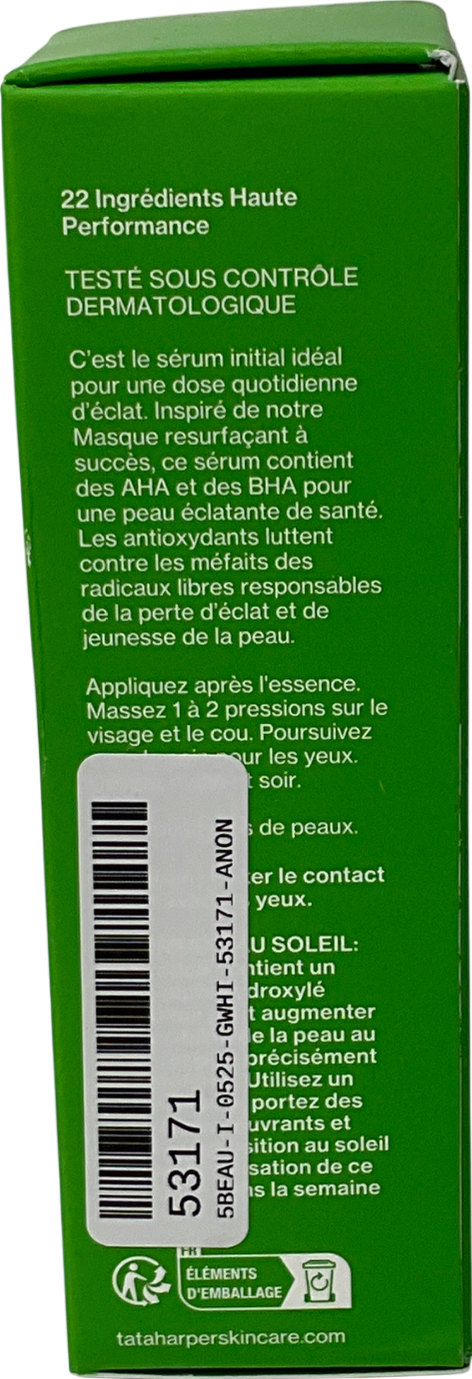 22 Ingrédients Haute
Performance
TESTÉ SOUS CONTRÔLE
DERMATOLOGIQUE
C'est le sérum initial idéal
pour une dose quotidienne
d'éclat. Inspiré de notre
Masque resurfaçant à
succès, ce sérum contient
des AHA et des BHA pour
une peau éclatante de santé.
Les antioxydants luttent
contre les méfaits des
radicaux libres responsables
de la perte d'éclat et de
jeunesse de la peau.
Appliquez après l'essence.
Massez 1 à 2 pressions sur le
visage et le cou. Poursuivez
pour les yeux.
soir.
de peaux.
le contact
yeux.
AU SOLEIL:
un
augmenter
de la peau au
précisément
Utilisez un
portez des
et
au soleil
de ce
la semaine
53171
5BEAU-I-0525-GWHI-53171-ANON
FR
ÉLÉMENTS
D'EMBALLAGE
tataharperskincare.com